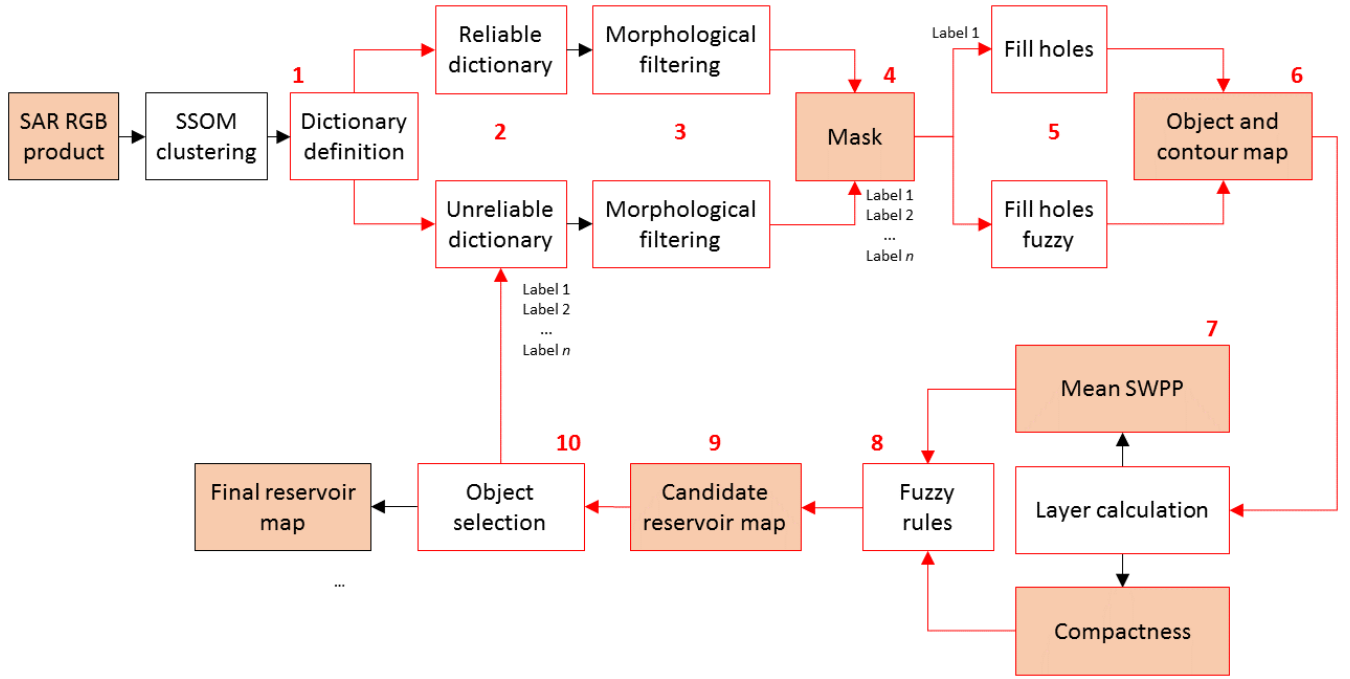 SAR RGB
product
SSOM
clustering
1
Dictionary
definition
Reliable
dictionary
2
Unreliable
dictionary
Morphological
filtering
3
Morphological
filtering
4
Mask
Label 1
Label 2
...
Label n
Label 1
Fill holes
5
Fill holes
fuzzy
6
Object and
contour map
Label 1
Label 2
...
Label n
7
Mean SWPP
Layer calculation
Compactness
8
Fuzzy
rules
9
Candidate
reservoir map
10
Object
selection
Final reservoir
map
...